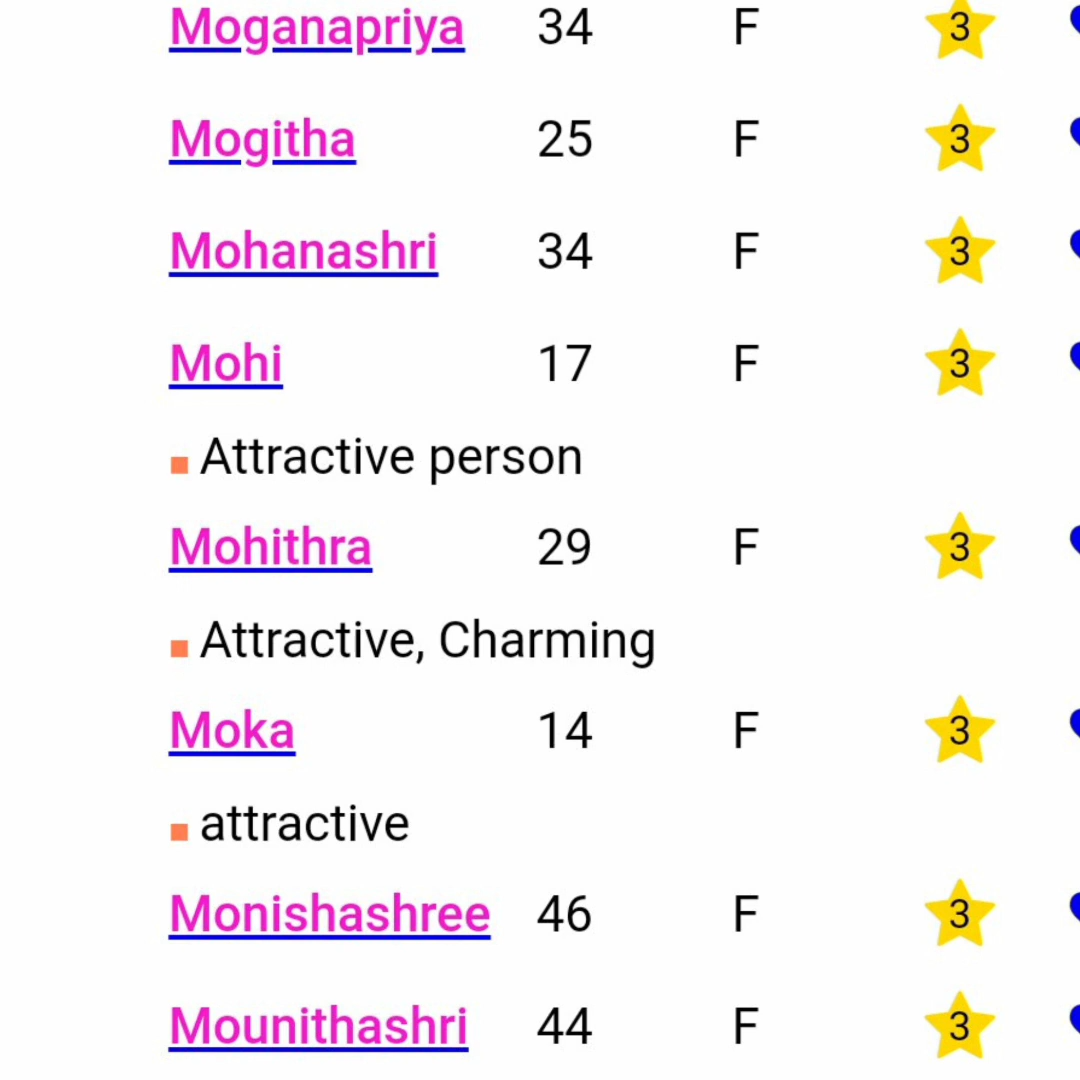 Moganapriya 34 F 3
Mogitha 25 F 3
Mohanashri 34 F 3
Mohi 17 F 3
Attractive person
Mohithra 29 F 3
Attractive, Charming
Moka 14 F 3
attractive
Monishashree 46 F 3
Mounithashri 44 F 3